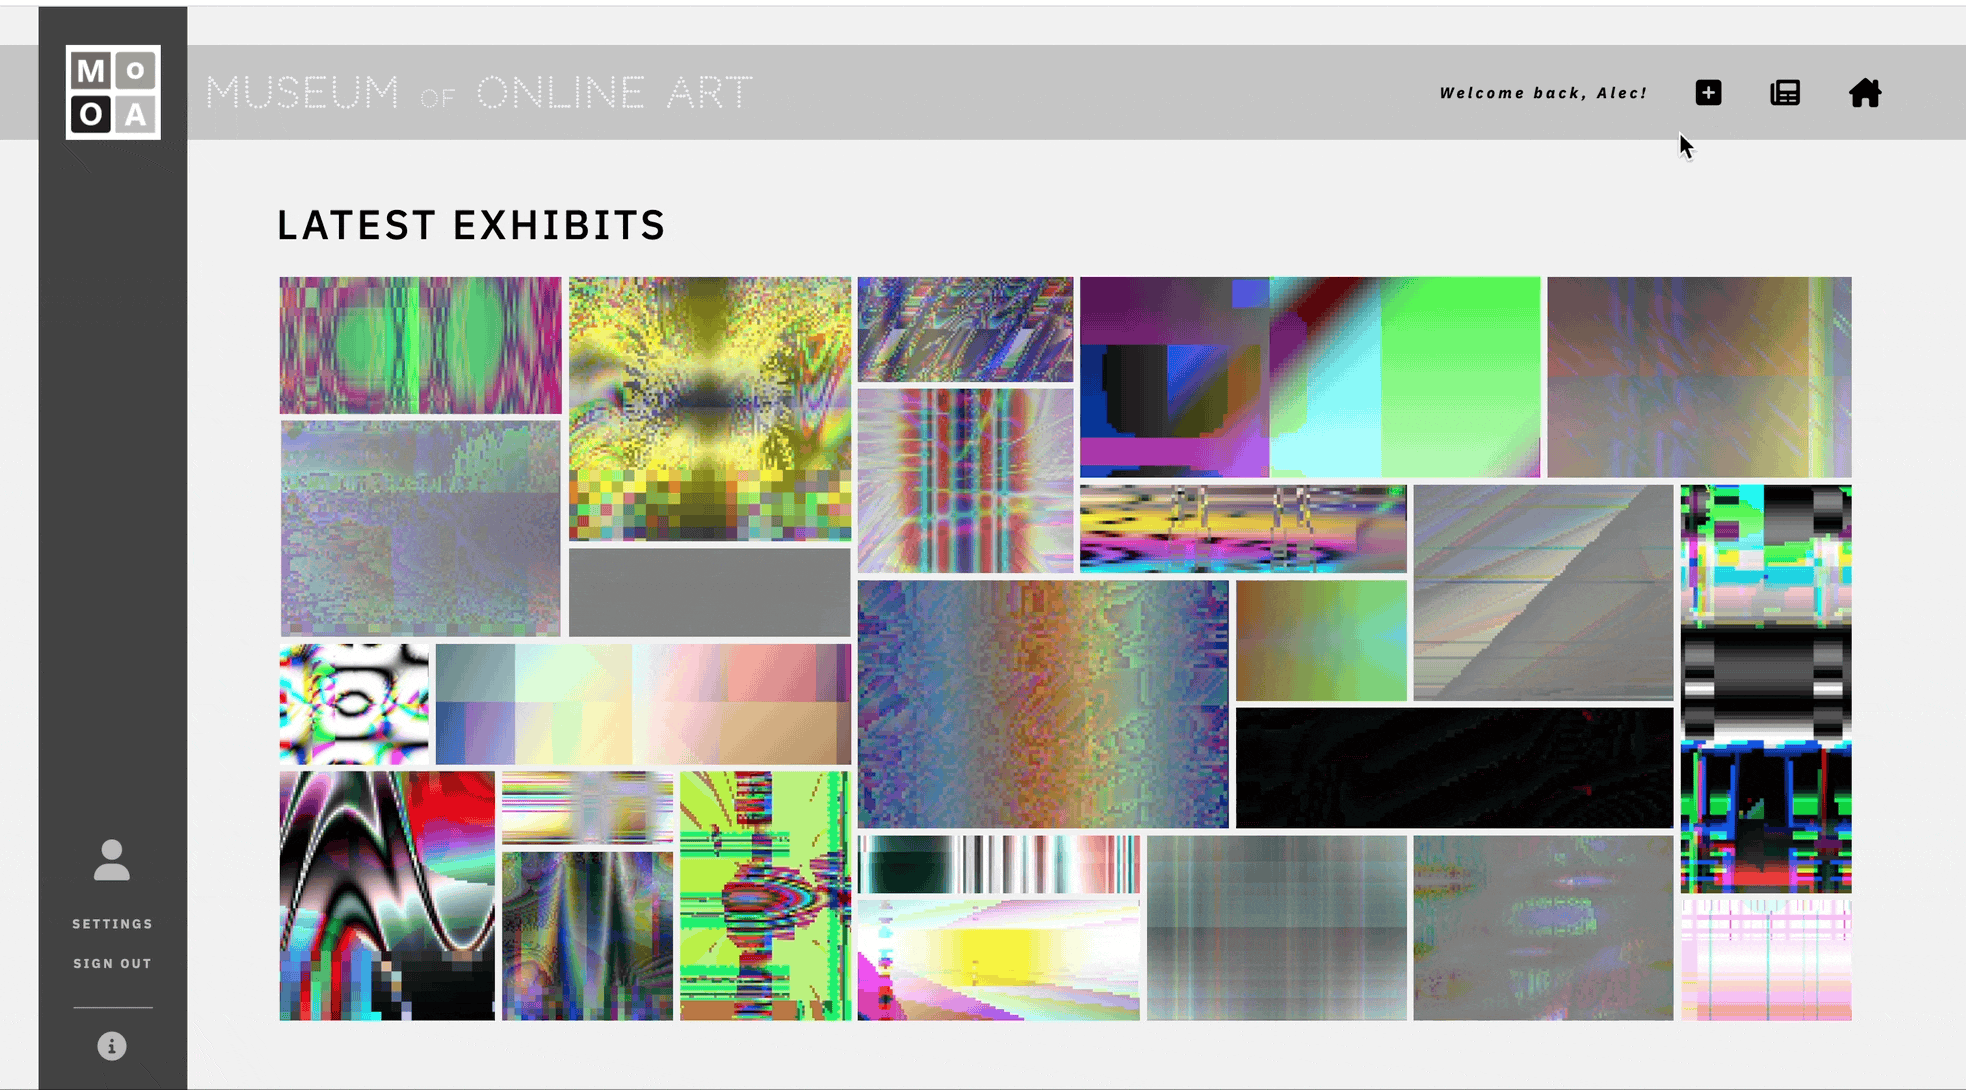 M O
O A
MUSEUM OF ONLINE ART
Welcome back, Alec!
LATEST EXHIBITS
SETTINGS
SIGN OUT